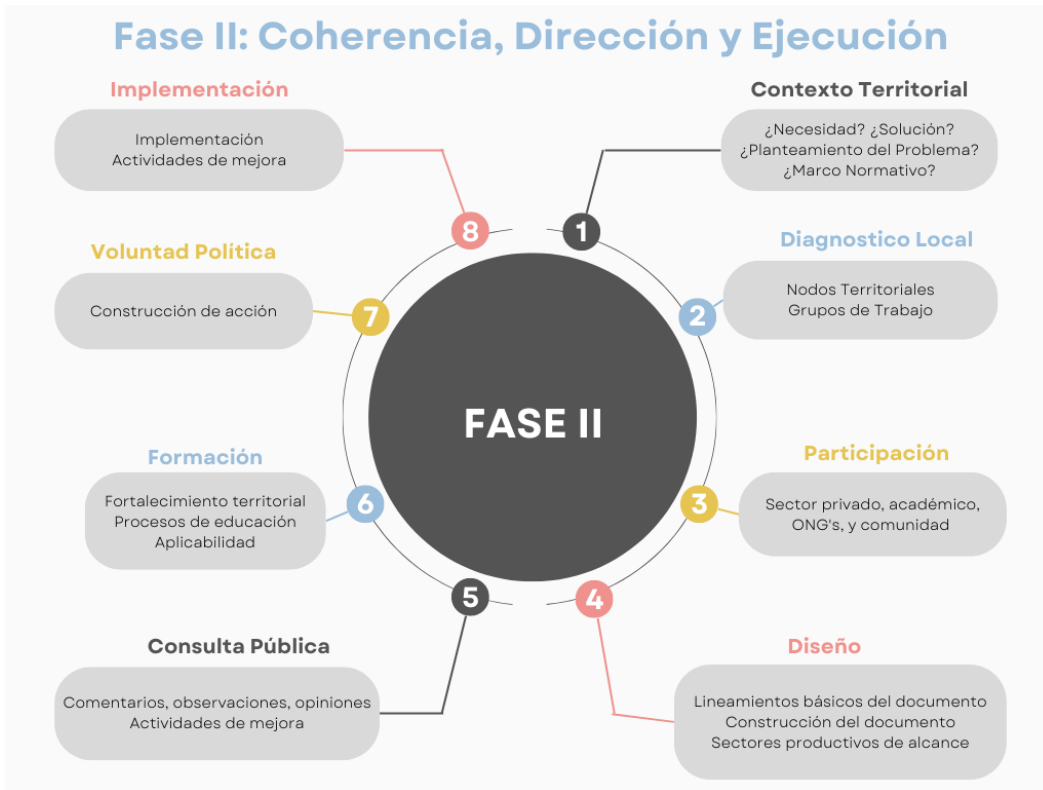 Fase II: Coherencia, Dirección y Ejecución
Contexto Territorial
¿Necesidad? ¿Solución?
¿Planteamiento del Problema?
¿Marco Normativo?
1
Diagnostico Local
Nodos Territoriales
Grupos de Trabajo
2
Participación
Sector privado, académico,
ONG's, y comunidad
3
Diseño
Lineamientos básicos del documento
Construcción del documento
Sectores productivos de alcance
4
Consulta Pública
Comentarios, observaciones, opiniones
Actividades de mejora
5
Formación
Fortalecimiento territorial
Procesos de educación
Aplicabilidad
6
Voluntad Política
Construcción de acción
7
Implementación
Implementación
Actividades de mejora
8
FASE II